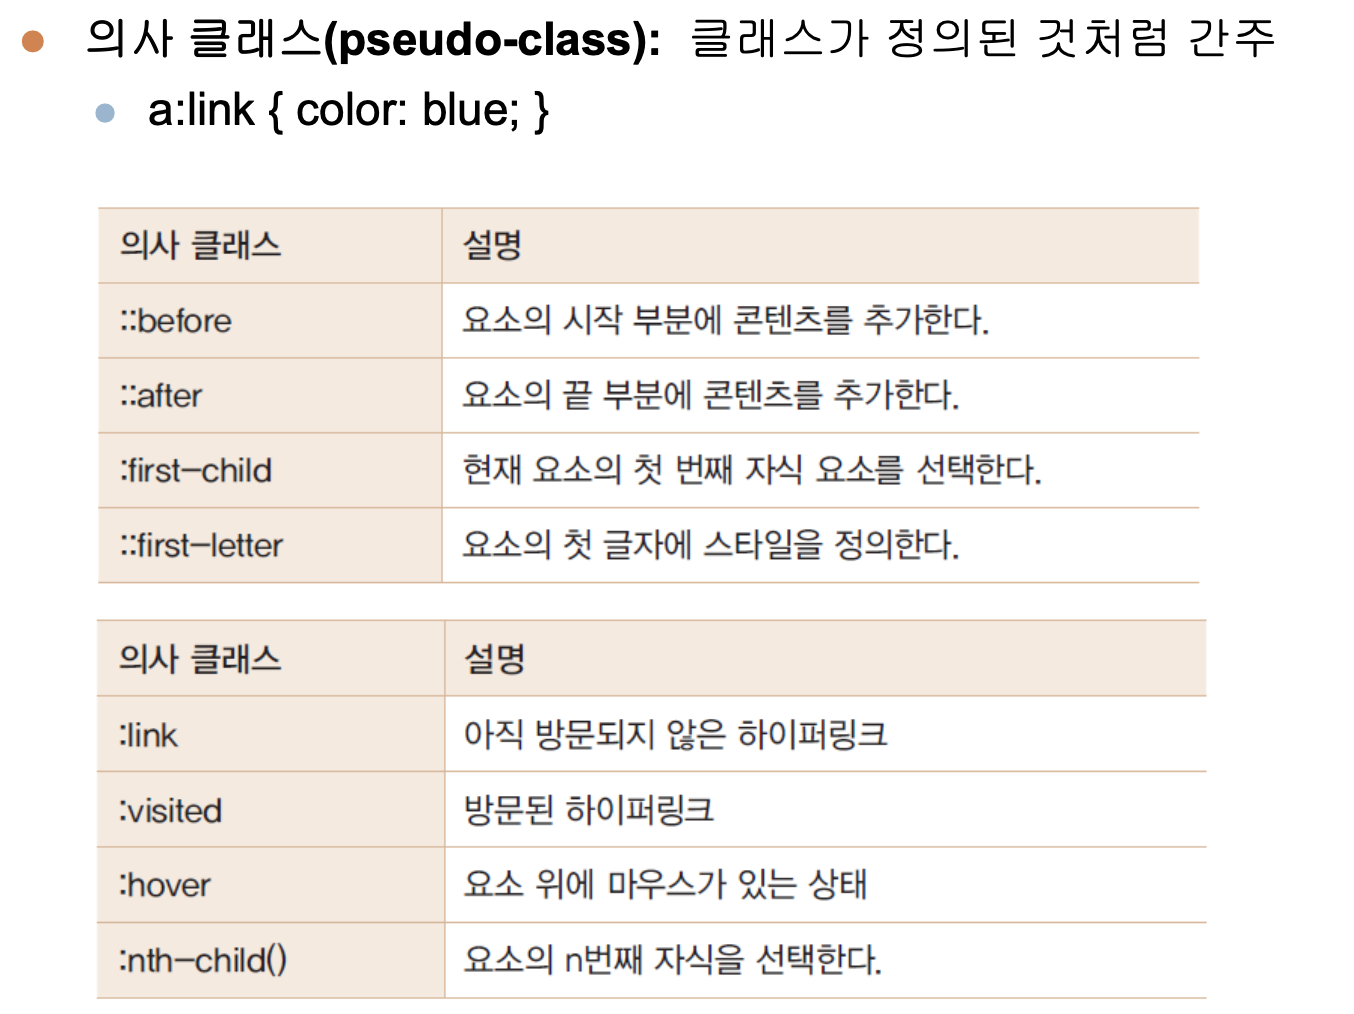 의사 클래스(pseudo-class): 클래스가 정의된 것처럼 간주
a:link { color: blue; }
의사 클래스 설명
::before 요소의 시작 부분에 콘텐츠를 추가한다.
::after 요소의 끝 부분에 콘텐츠를 추가한다.
:first-child 현재 요소의 첫 번째 자식 요소를 선택한다.
::first-letter 요소의 첫 글자에 스타일을 정의한다.
의사 클래스 설명
:link 아직 방문되지 않은 하이퍼링크
:visited 방문된 하이퍼링크
:hover 요소 위에 마우스가 있는 상태
:nth-child() 요소의 n번째 자식을 선택한다.